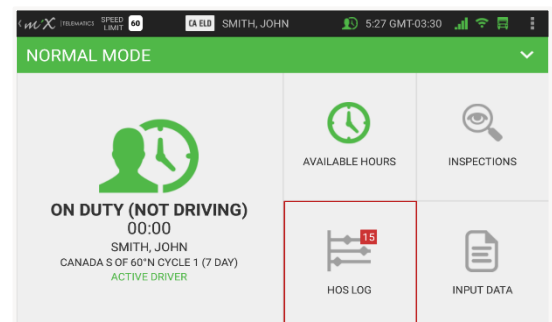 mX TELEMATICS SPEED LIMIT 60 CA ELD SMITH, JOHN 5:27 GMT-03:30
NORMAL MODE
ON DUTY (NOT DRIVING)
00:00
SMITH, JOHN
CANADA S OF 60°N CYCLE 1 (7 DAY)
ACTIVE DRIVER
AVAILABLE HOURS
INSPECTIONS
15
HOS LOG
INPUT DATA